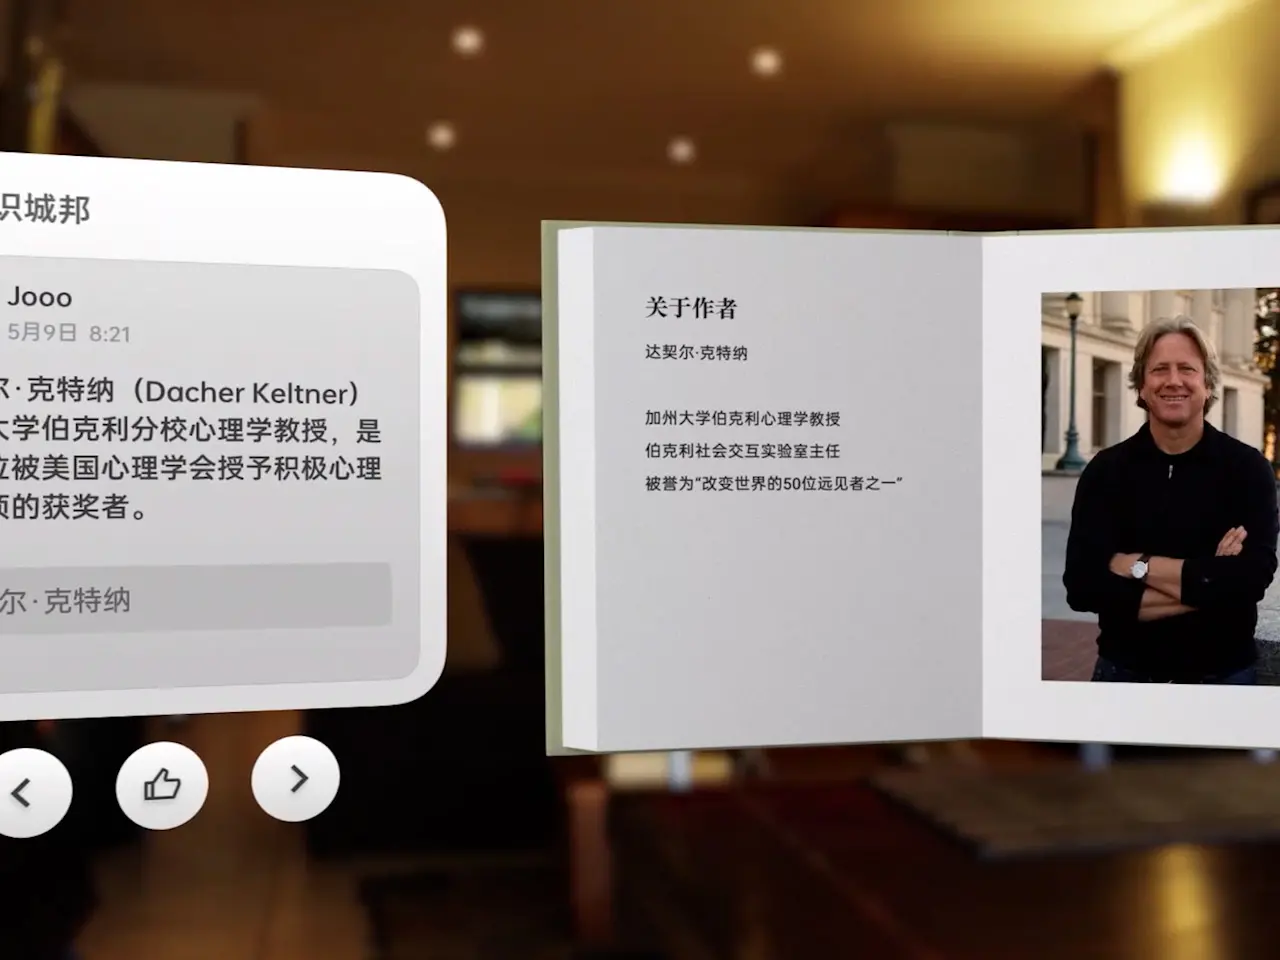 识城邦
Jooo
5月9日 8:21
尔·克特纳（Dacher Keltner）
大学伯克利分校心理学教授，是
位被美国心理学会授予积极心理
项的获奖者。
尔·克特纳
关于作者
达契尔·克特纳
加州大学伯克利心理学教授
伯克利社会交互实验室主任
被誉为“改变世界的50位远见者之一”